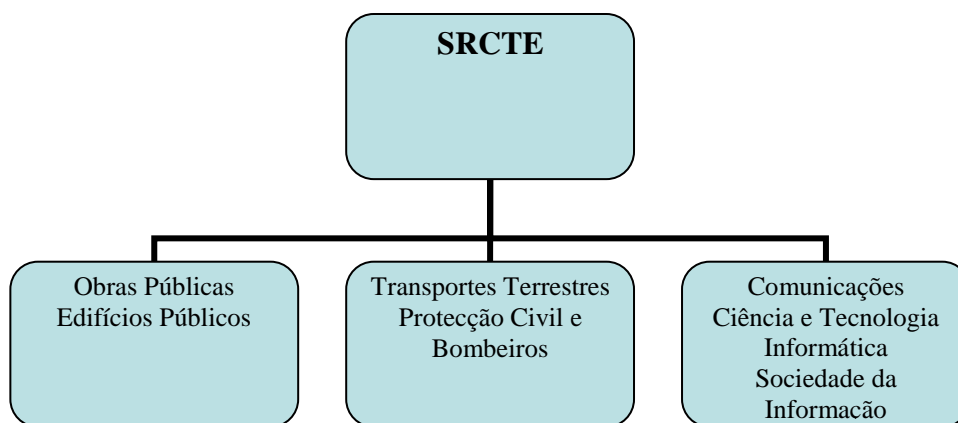 SRCTE
Obras Públicas
Edifícios Públicos
Transportes Terrestres
Protecção Civil e
Bombeiros
Comunicações
Ciência e Tecnologia
Informática
Sociedade da
Informação